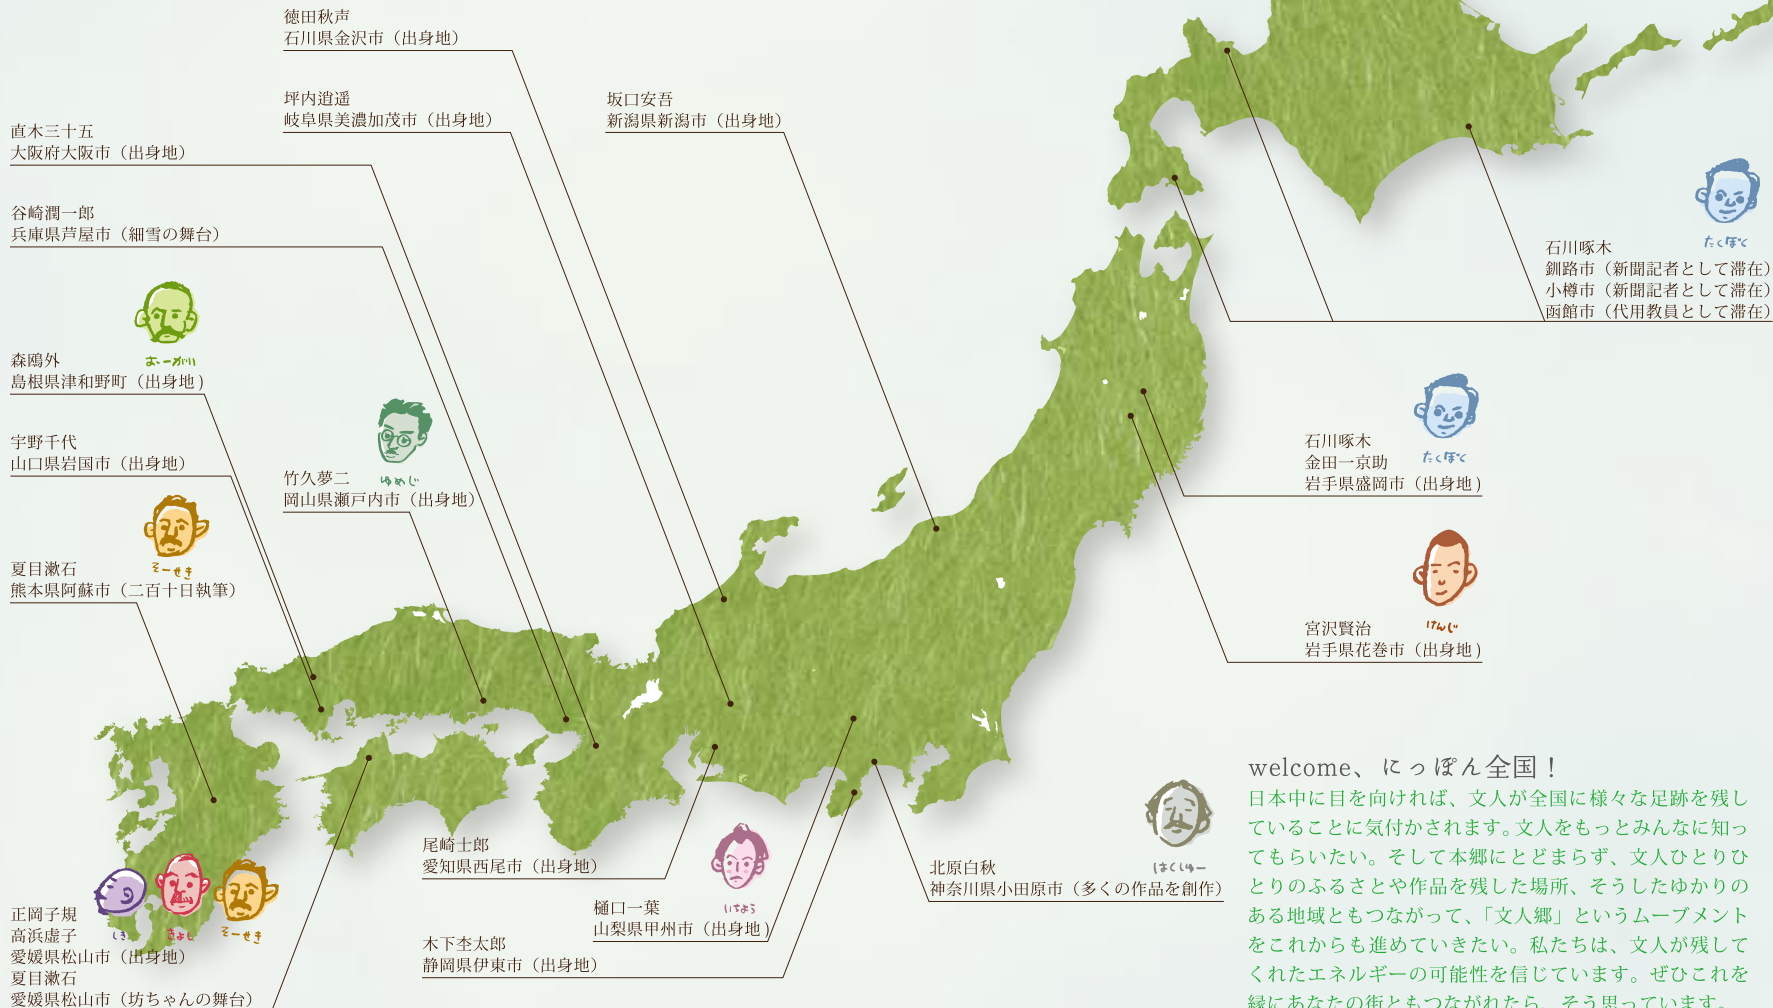 徳田秋声
石川県金沢市（出身地）
坪内逍遥
岐阜県美濃加茂市（出身地）
坂口安吾
新潟県新潟市（出身地）
直木三十五
大阪府大阪市（出身地）
谷崎潤一郎
兵庫県芦屋市（細雪の舞台）
おーがい
森鴎外
島根県津和野町（出身地）
宇野千代
山口県岩国市（出身地）
竹久夢二
ゆめじ
岡山県瀬戸内市（出身地）
そーせき
夏目漱石
熊本県阿蘇市（二百十日執筆）
たくぼく
石川啄木
釧路市（新聞記者として滞在）
小樽市（新聞記者として滞在）
函館市（代用教員として滞在）
石川啄木
金田一京助
たくぼく
岩手県盛岡市（出身地）
けんじ
宮沢賢治
岩手県花巻市（出身地）
尾崎士郎
愛知県西尾市（出身地）
いちよう
樋口一葉
山梨県甲州市（出身地）
木下杢太郎
静岡県伊東市（出身地）
はくしゅー
北原白秋
神奈川県小田原市（多くの作品を創作）
しき
きよし
そーせき
正岡子規
高浜虚子
愛媛県松山市（出身地）
夏目漱石
愛媛県松山市（坊ちゃんの舞台）
welcome、にっぽん全国！
日本中に目を向ければ、文人が全国に様々な足跡を残し
ていることに気付かされます。文人をもっとみんなに知っ
てもらいたい。そして本郷にとどまらず、文人ひとりひ
とりのふるさとや作品を残した場所、そうしたゆかりの
ある地域ともつながって、「文人郷」というムーブメント
をこれからも進めていきたい。私たちは、文人が残して
くれたエネルギーの可能性を信じています。ぜひこれを
縁にあなたの街ともつながれたら、そう思っています。